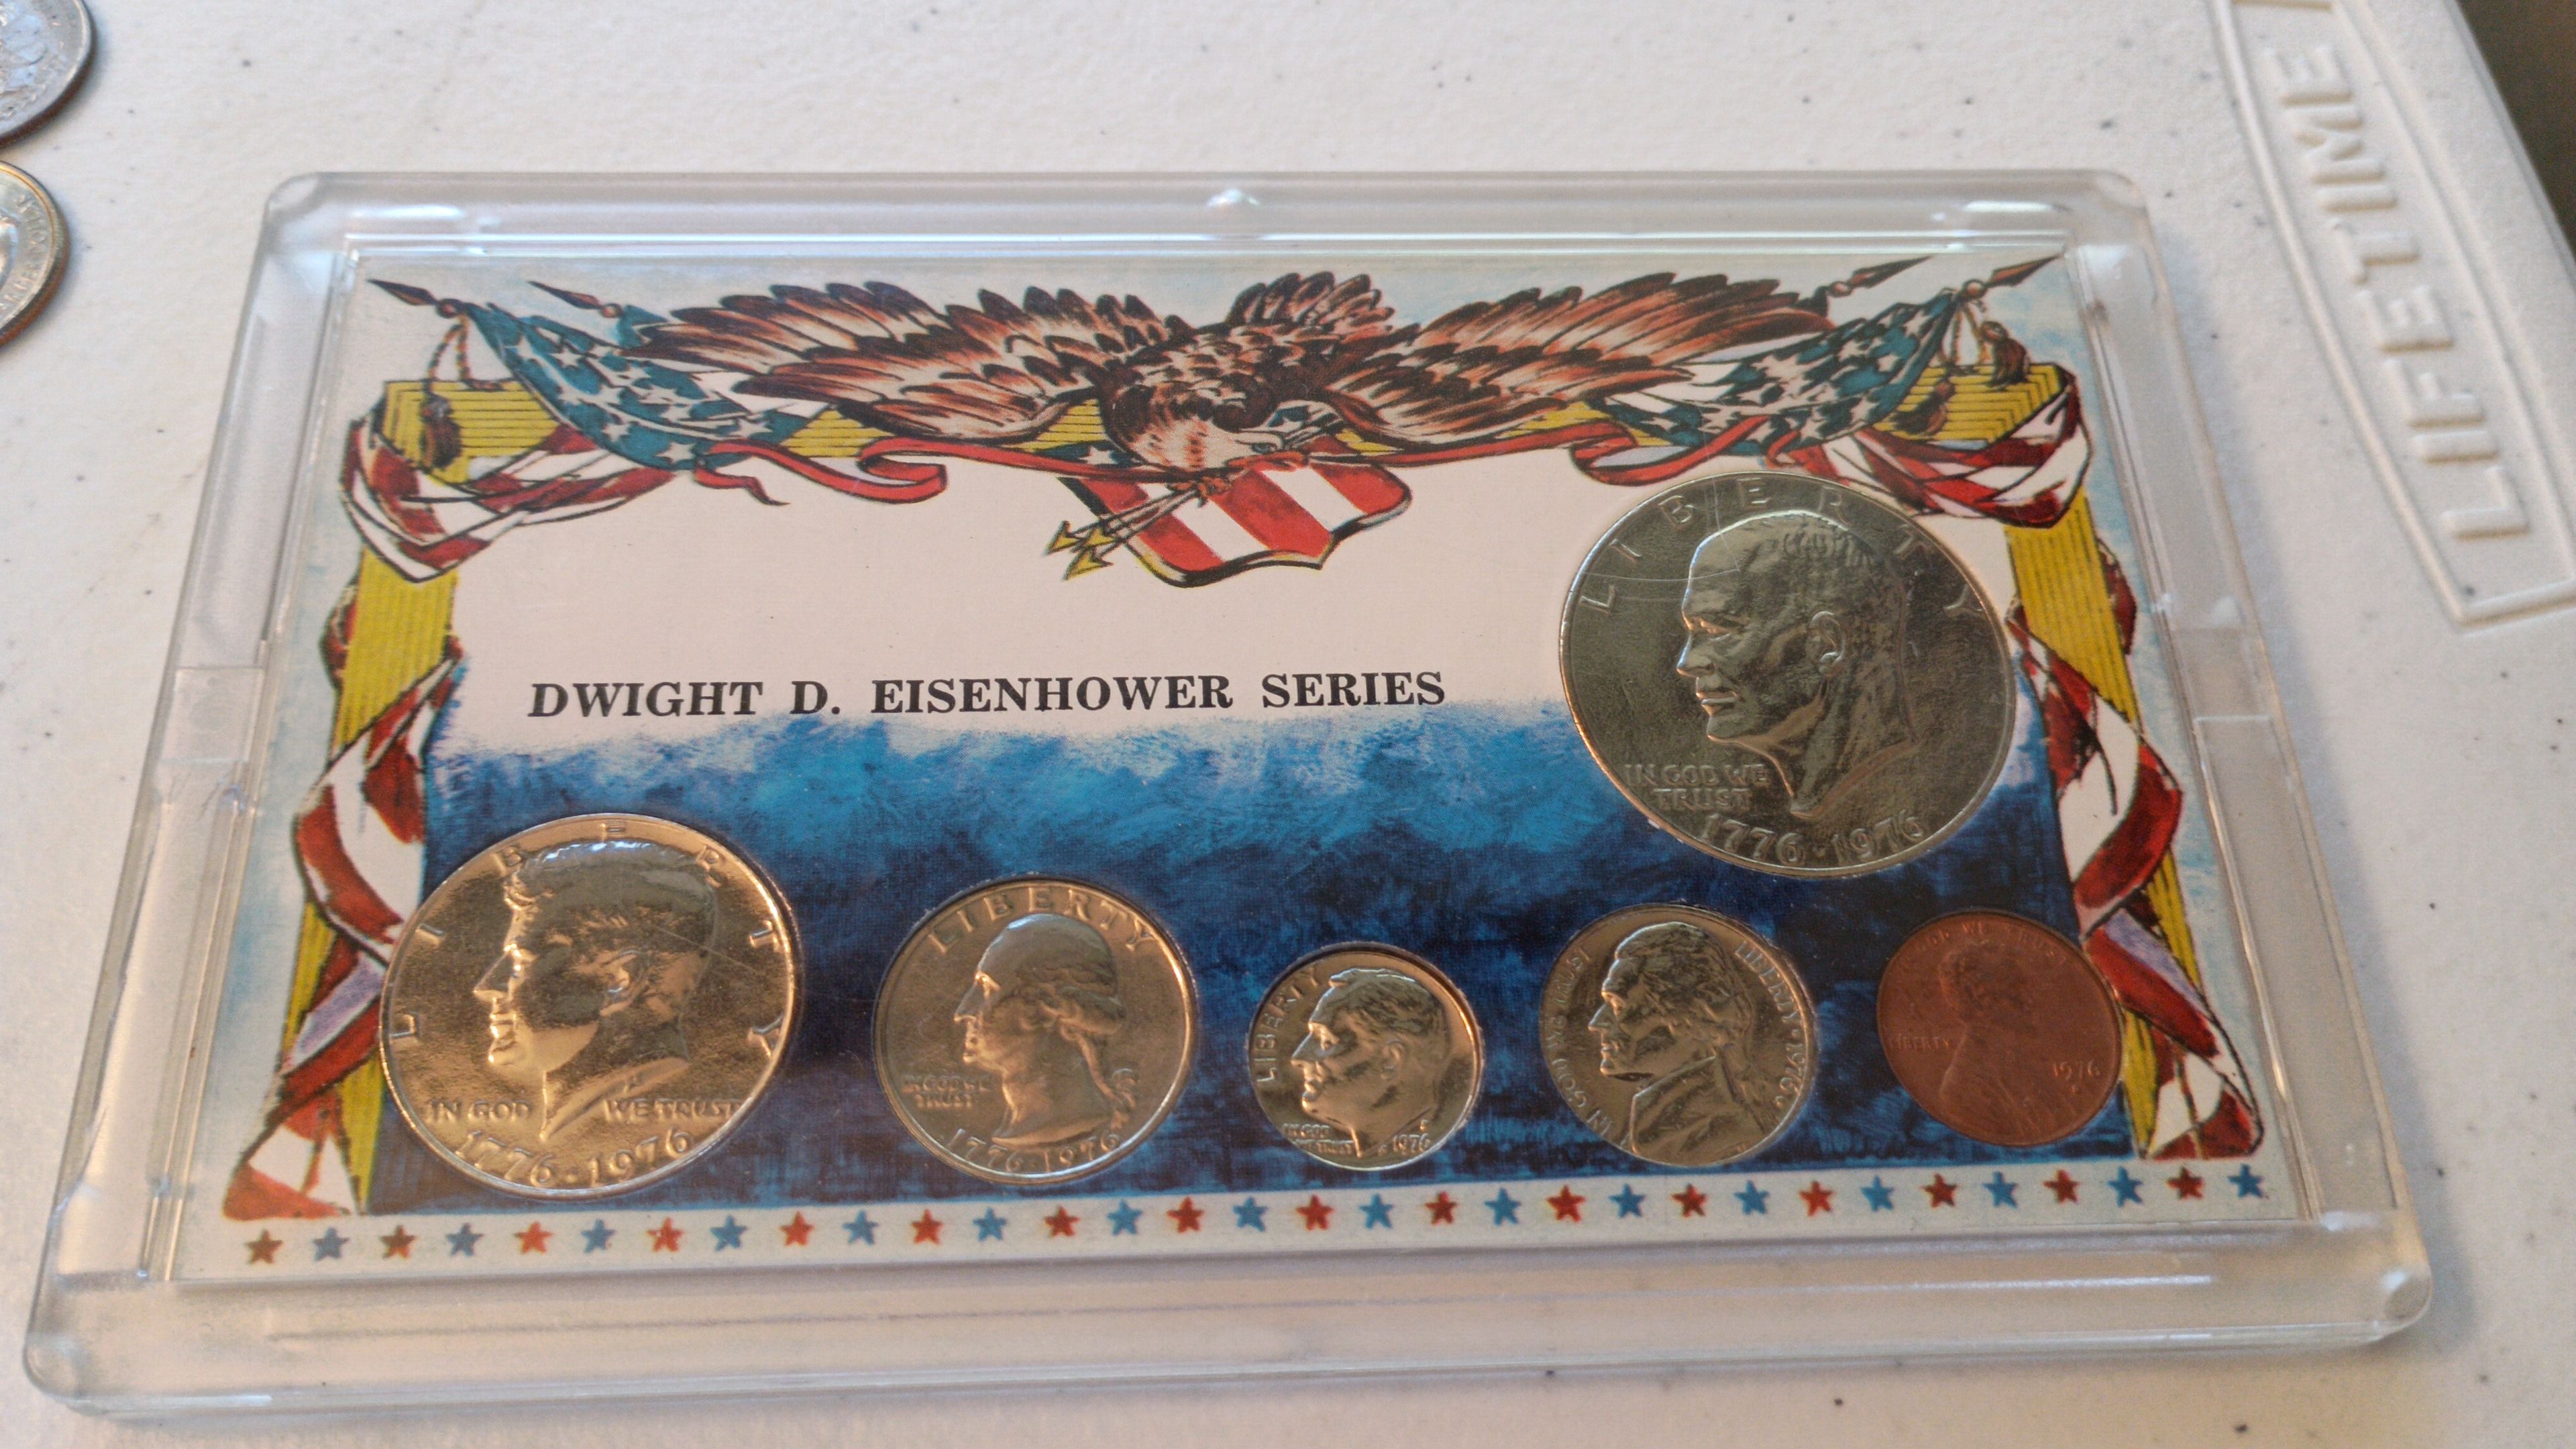 LIFETIME
DWIGHT D. EISENHOWER SERIES
LIBERTY
IN GOD WE
TRUST
1776·1976
LIBERTY
IN GOD WE TRUST
1776·1976
LIBERTY
IN GOD WE
TRUST
1776·1976
LIBERTY
IN GOD
WE TRUST
1976
IN GOD WE TRUST
LIBERTY·1976
IN GOD WE TRUST
LIBERTY
1976